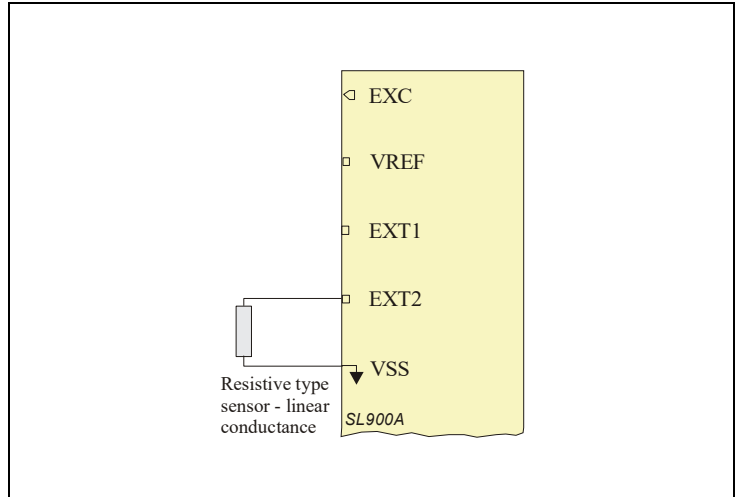 EXC
VREF
EXT1
EXT2
VSS
Resistive type
sensor - linear
conductance
SL900A